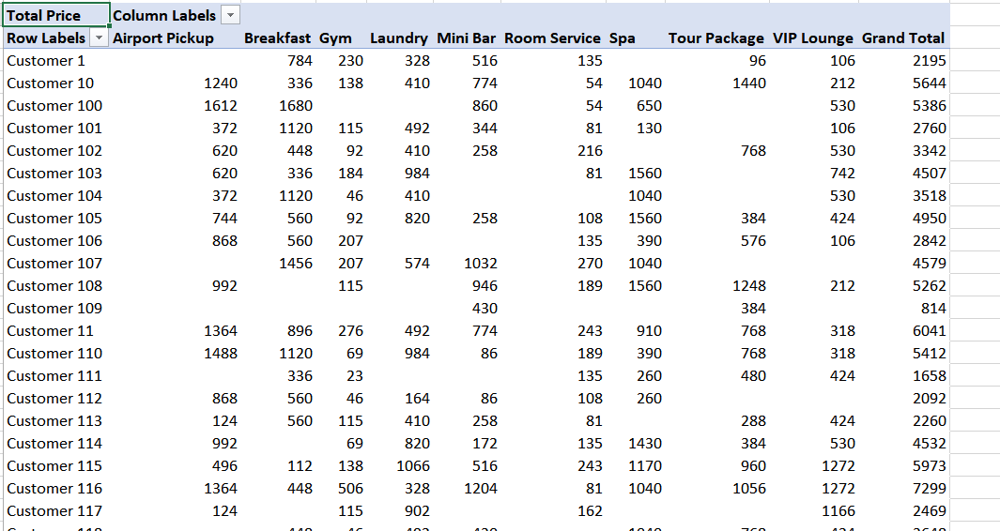 Total Price Column Labels
Row Labels Airport Pickup Breakfast Gym Laundry Mini Bar Room Service Spa Tour Package VIP Lounge Grand Total
Customer 1 784 230 328 516 135 96 106 2195
Customer 10 1240 336 138 410 774 54 1040 1440 212 5644
Customer 100 1612 1680 860 54 650 530 5386
Customer 101 372 1120 115 492 344 81 130 106 2760
Customer 102 620 448 92 410 258 216 768 530 3342
Customer 103 620 336 184 984 81 1560 742 4507
Customer 104 372 1120 46 410 1040 530 3518
Customer 105 744 560 92 820 258 108 1560 384 424 4950
Customer 106 868 560 207 135 390 576 106 2842
Customer 107 1456 207 574 1032 270 1040 4579
Customer 108 992 115 946 189 1560 1248 212 5262
Customer 109 430 384 814
Customer 11 1364 896 276 492 774 243 910 768 318 6041
Customer 110 1488 1120 69 984 86 189 390 768 318 5412
Customer 111 336 23 135 260 480 424 1658
Customer 112 868 560 46 164 86 108 260 2092
Customer 113 124 560 115 410 258 81 288 424 2260
Customer 114 992 69 820 172 135 1430 384 530 4532
Customer 115 496 112 138 1066 516 243 1170 960 1272 5973
Customer 116 1364 448 506 328 1204 81 1040 1056 1272 7299
Customer 117 124 115 902 162 1166 2469